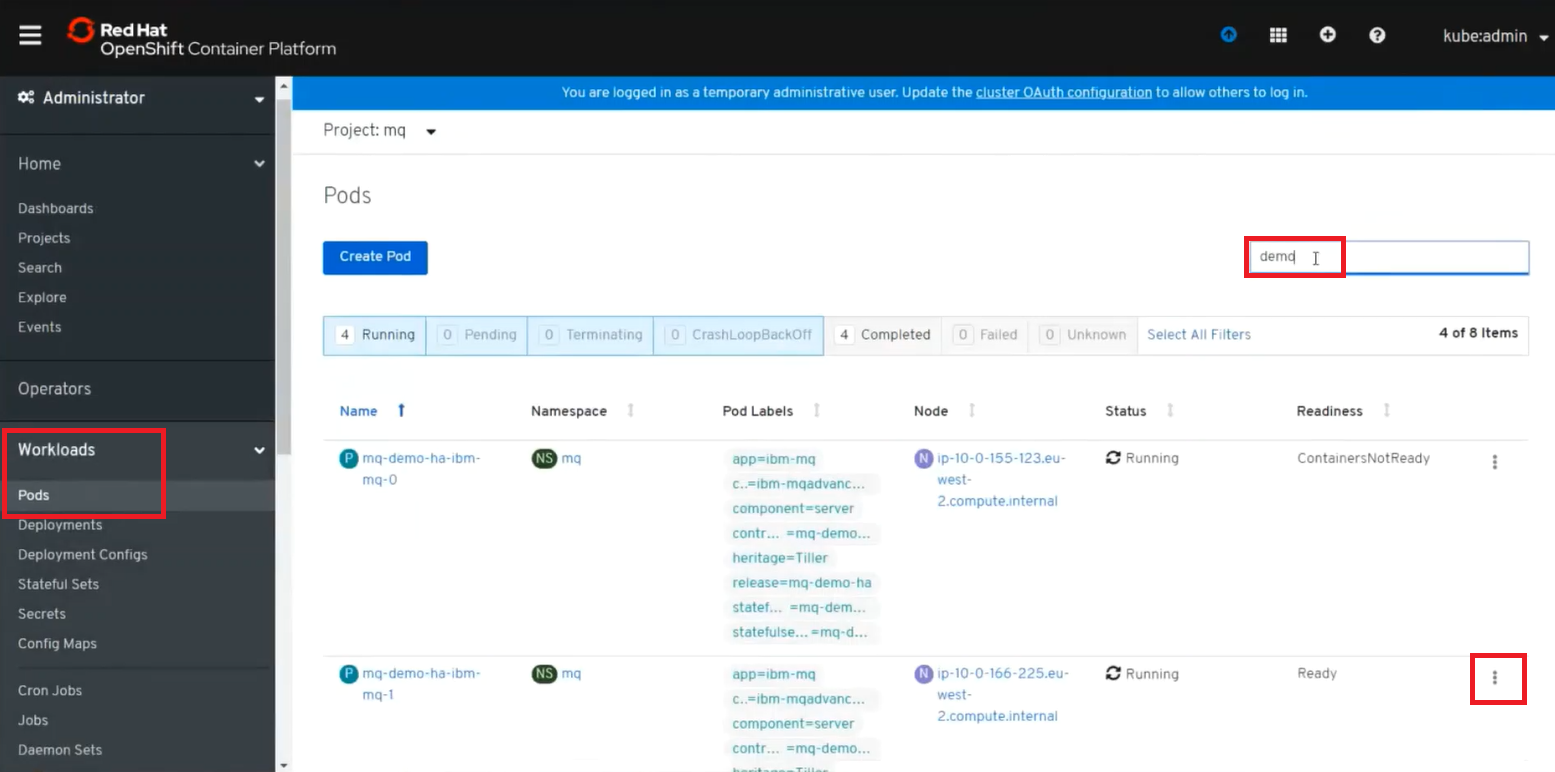 Red Hat
OpenShift Container Platform
kube:admin
Administrator
You are logged in as a temporary administrative user. Update the cluster OAuth configuration to allow others to log in.
Project: mq
Home
Dashboards
Projects
Search
Explore
Events
Operators
Workloads
Pods
Deployments
Deployment Configs
Stateful Sets
Secrets
Config Maps
Cron Jobs
Jobs
Daemon Sets
Pods
Create Pod
demo
4 Running 0 Pending 0 Terminating 0 CrashLoopBackOff 4 Completed 0 Failed 0 Unknown Select All Filters 4 of 8 Items
Name Namespace Pod Labels Node Status Readiness
P mq-demo-ha-ibm-
mq-0
NS mq
app=ibm-mq
c..=ibm-mqadvanc...
component=server
contr... =mq-demo...
heritage=Tiller
release=mq-demo-ha
statef... =mq-dem...
statefulse... =mq-d...
N ip-10-0-155-123.eu-
west-
2.compute.internal
Running
ContainersNotReady
P mq-demo-ha-ibm-
mq-1
NS mq
app=ibm-mq
c..=ibm-mqadvanc...
component=server
contr... =mq-demo...
heritage=Tiller
N ip-10-0-166-225.eu-
west-
2.compute.internal
Running
Ready